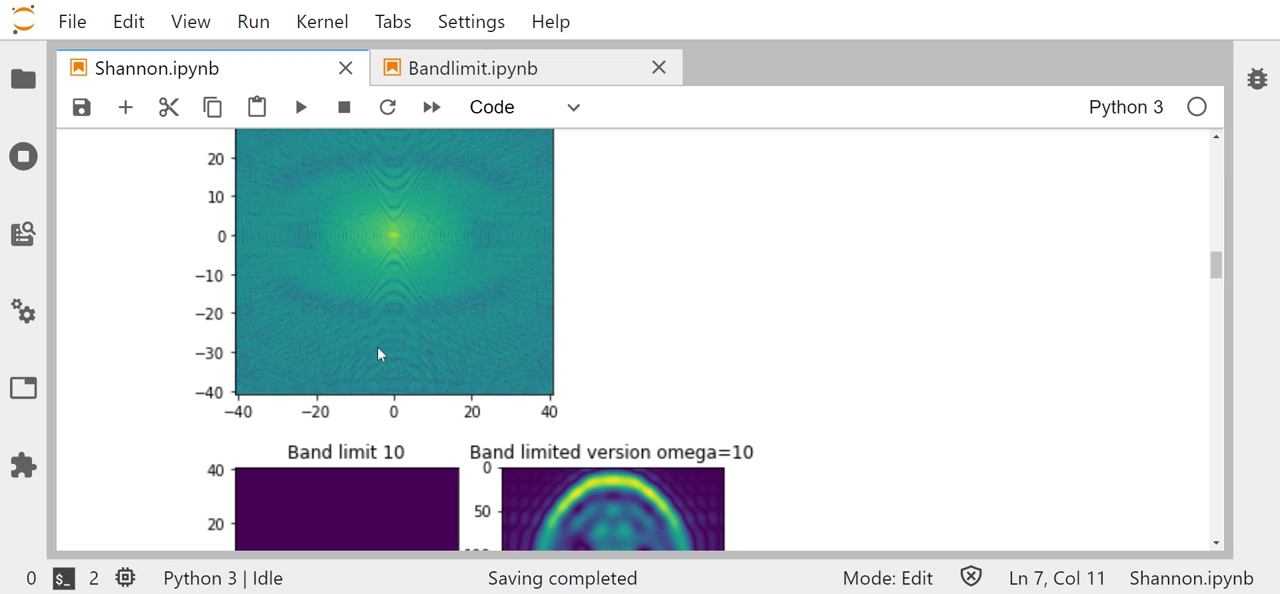 File Edit View Run Kernel Tabs Settings Help
Shannon.ipynb Bandlimit.ipynb
Code Python 3
20
10
0
−10
−20
−30
−40
−40 −20 0 20 40
Band limit 10 Band limited version omega=10
40 0
20 50
0 $_ 2 Python 3 | Idle Saving completed Mode: Edit Ln 7, Col 11 Shannon.ipynb